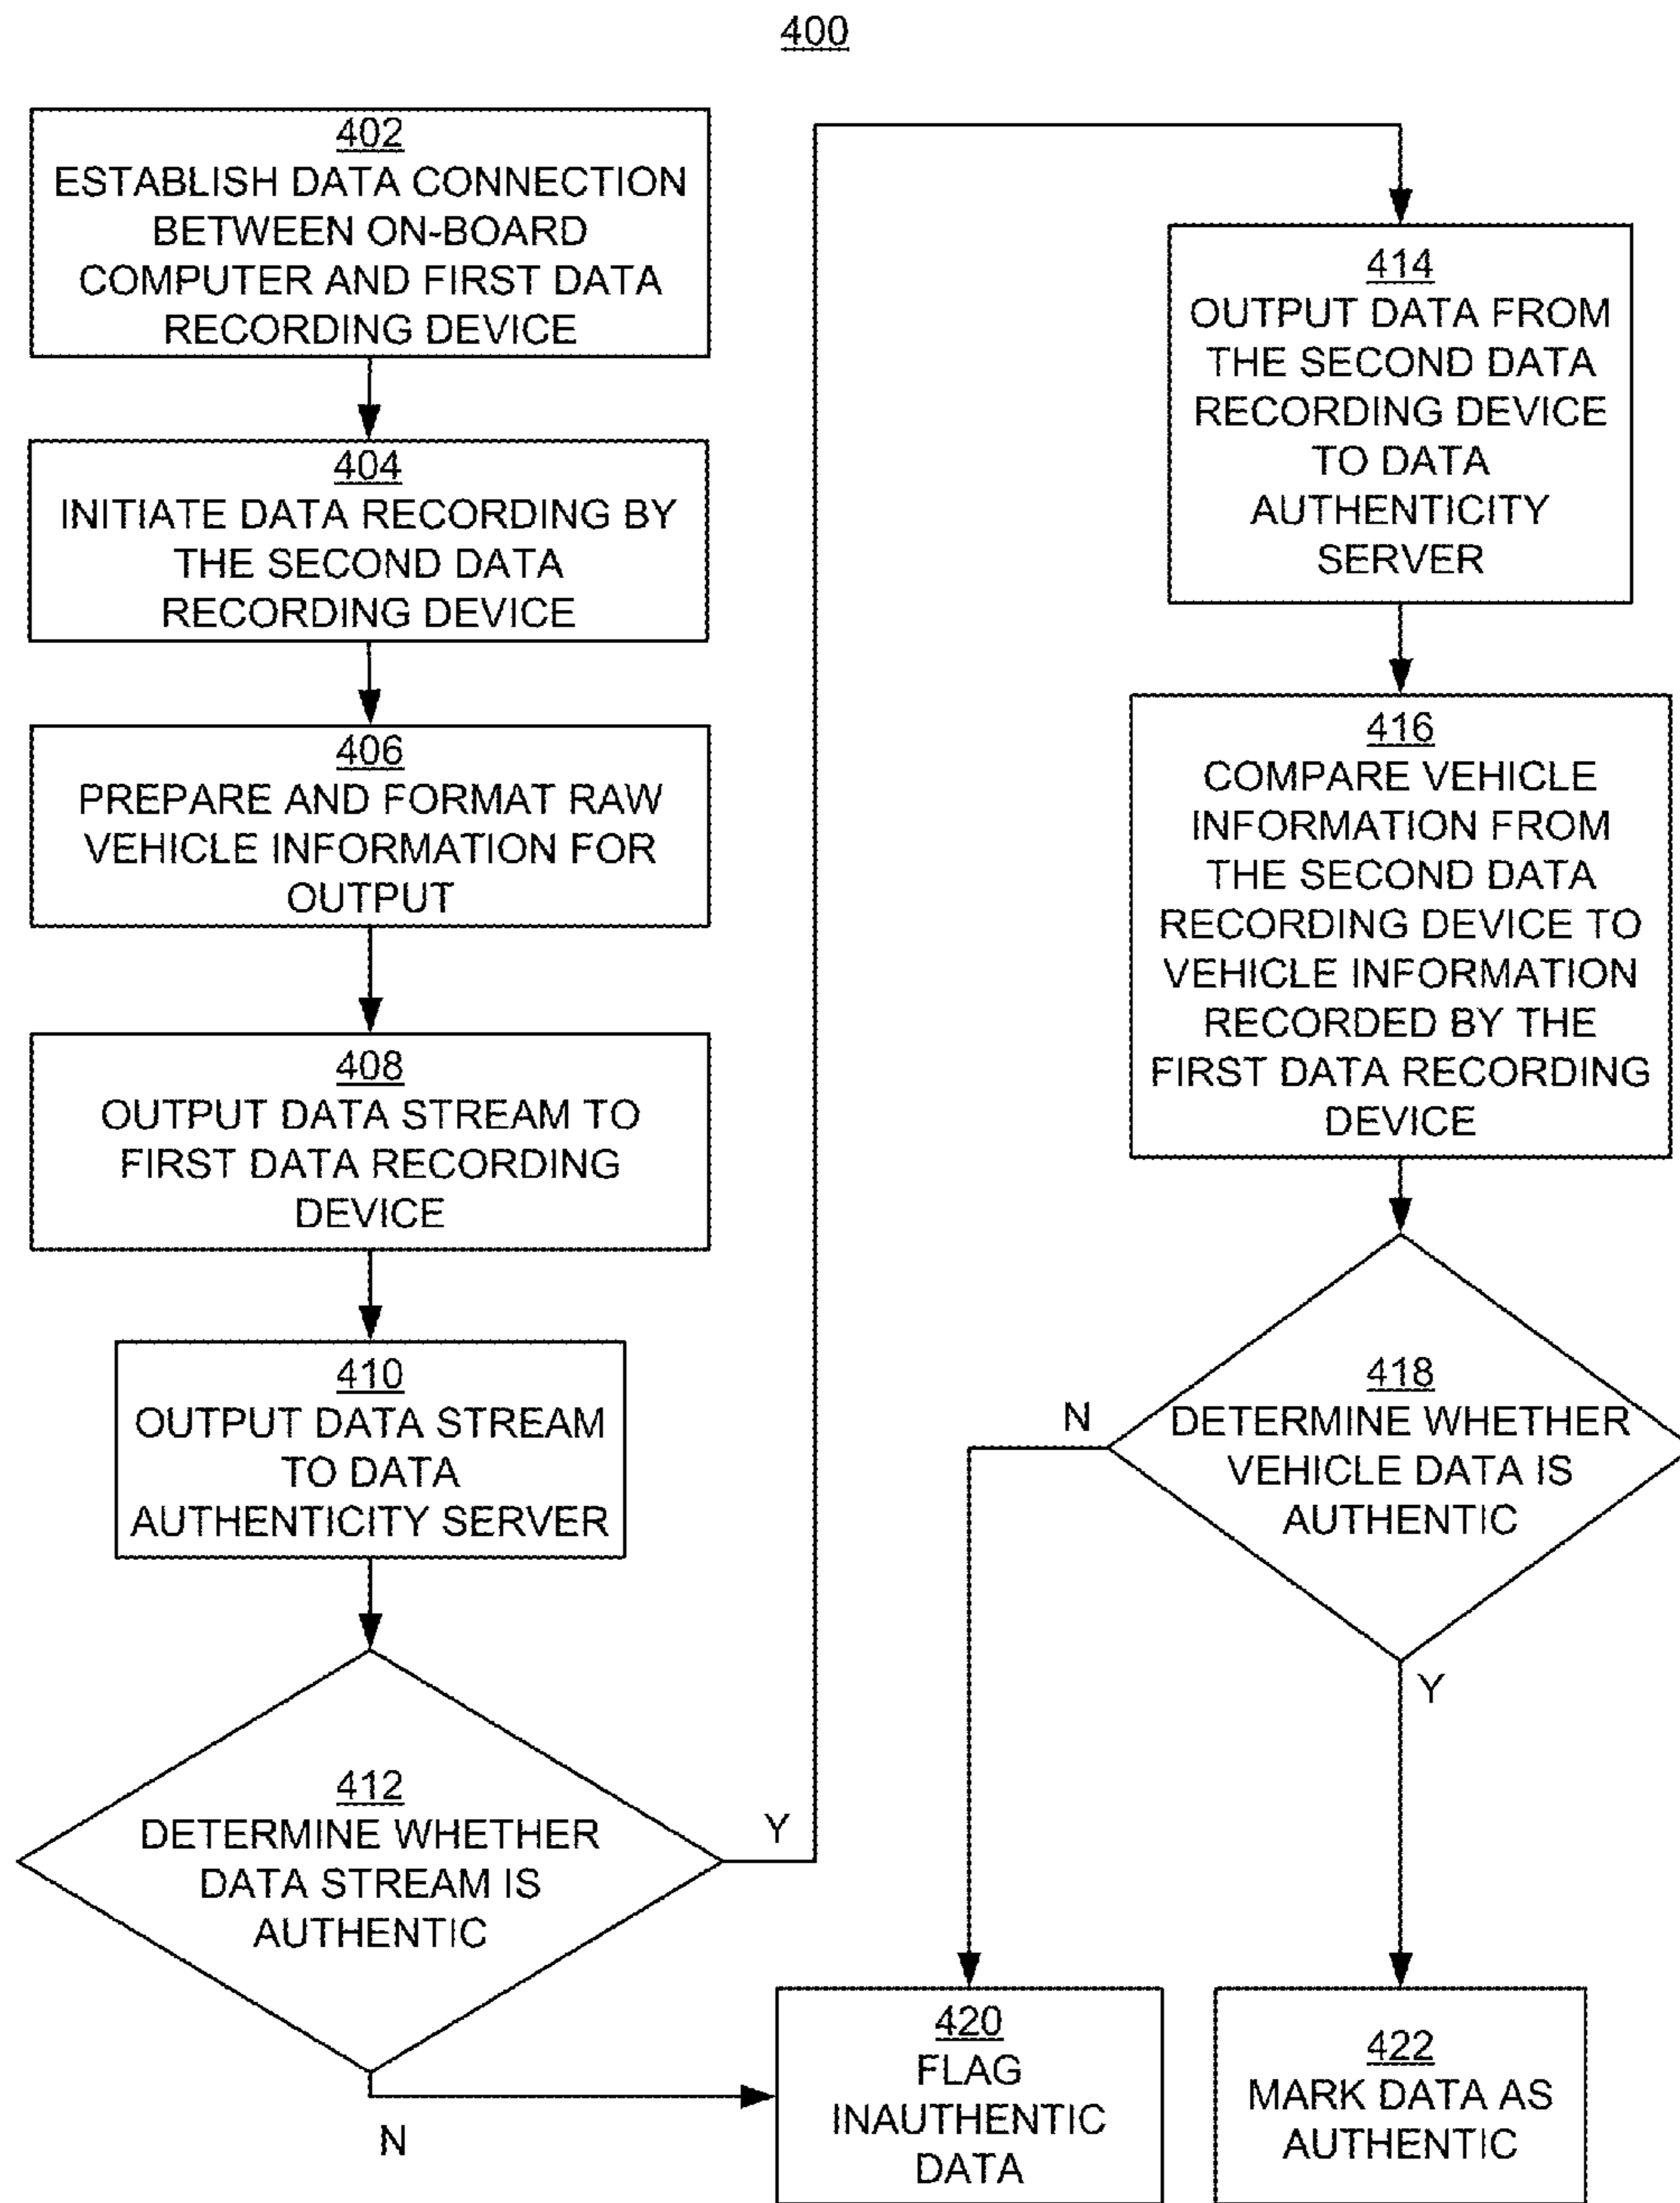 400
402
ESTABLISH DATA CONNECTION
BETWEEN ON-BOARD
COMPUTER AND FIRST DATA
RECORDING DEVICE
404
INITIATE DATA RECORDING BY
THE SECOND DATA
RECORDING DEVICE
406
PREPARE AND FORMAT RAW
VEHICLE INFORMATION FOR
OUTPUT
408
OUTPUT DATA STREAM TO
FIRST DATA RECORDING
DEVICE
410
OUTPUT DATA STREAM
TO DATA
AUTHENTICITY SERVER
412
DETERMINE WHETHER
DATA STREAM IS
AUTHENTIC
Y
N
414
OUTPUT DATA FROM
THE SECOND DATA
RECORDING DEVICE
TO DATA
AUTHENTICITY
SERVER
416
COMPARE VEHICLE
INFORMATION FROM
THE SECOND DATA
RECORDING DEVICE TO
VEHICLE INFORMATION
RECORDED BY THE
FIRST DATA RECORDING
DEVICE
418
DETERMINE WHETHER
VEHICLE DATA IS
AUTHENTIC
N
Y
420
FLAG
INAUTHENTIC
DATA
422
MARK DATA AS
AUTHENTIC